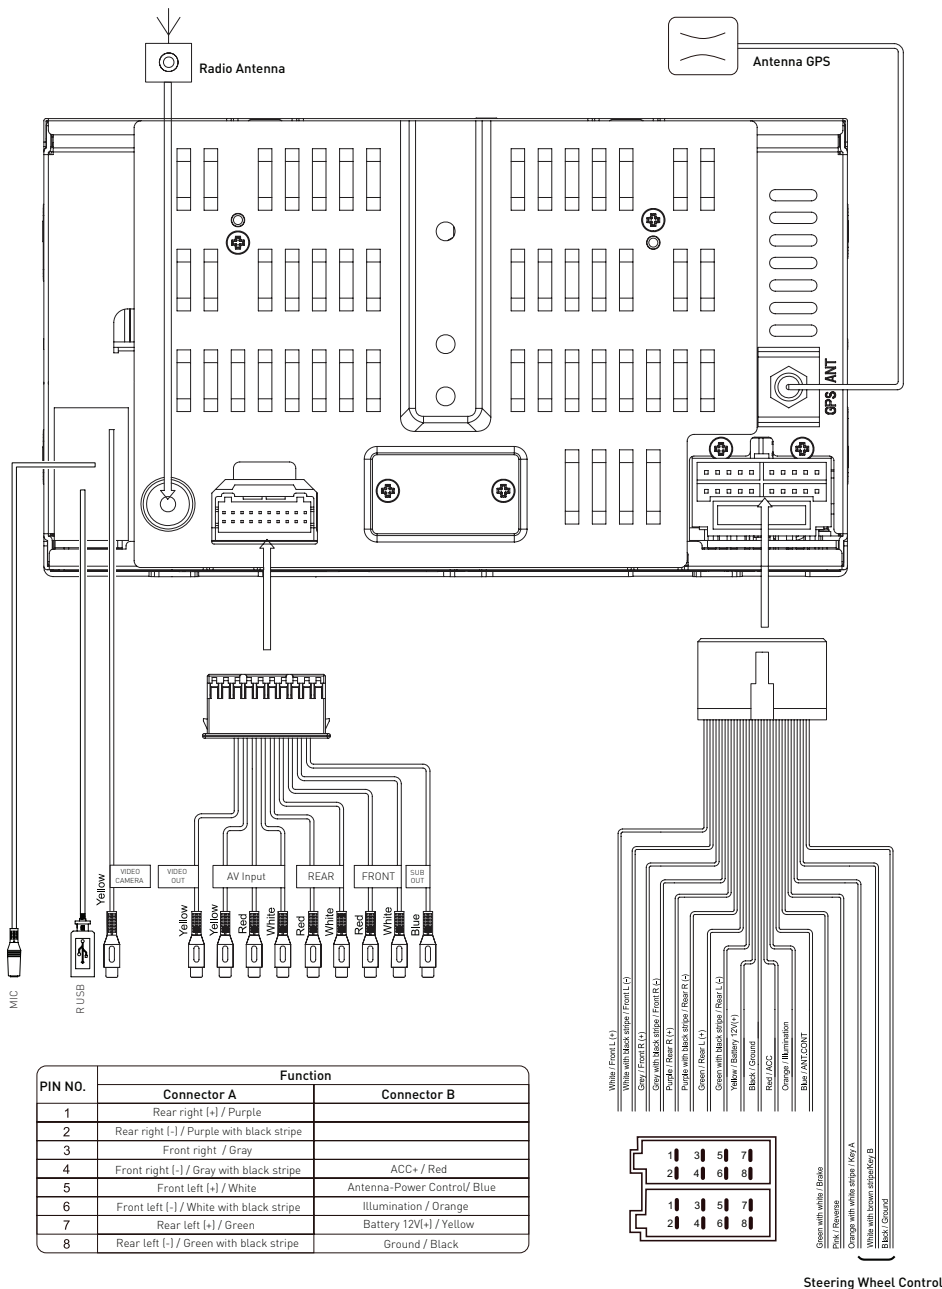 Radio Antenna
Antenna GPS
GPS ANT
VIDEO
CAMERA
VIDEO
OUT
AV Input
REAR
FRONT
SUB
OUT
Yellow
Yellow
Yellow
Red
White
Red
White
Red
White
Blue
MIC
R USB
White / Front L (+)
White with black stripe / Front L (-)
Grey / Front R (+)
Grey with black stripe / Front R (-)
Purple / Rear R (+)
Purple with black stripe / Rear R (-)
Green / Rear L (+)
Green with black stripe / Rear L (-)
Yellow / Battery 12V(+)
Black / Ground
Red / ACC
Orange / Illumination
Blue / ANT.CONT
Green with white / Brake
Pink / Reverse
Orange with white stripe / Key A
White with brown stripe/Key B
Black / Ground
Steering Wheel Control
PIN NO.
Function
Connector A
Connector B
1 Rear right (+) / Purple
2 Rear right (-) / Purple with black stripe
3 Front right / Gray
4 Front right (-) / Gray with black stripe ACC+ / Red
5 Front left (+) / White Antenna-Power Control/ Blue
6 Front left (-) / White with black stripe Illumination / Orange
7 Rear left (+) / Green Battery 12V(+) / Yellow
8 Rear left (-) / Green with black stripe Ground / Black
1 3 5 7
2 4 6 8
1 3 5 7
2 4 6 8